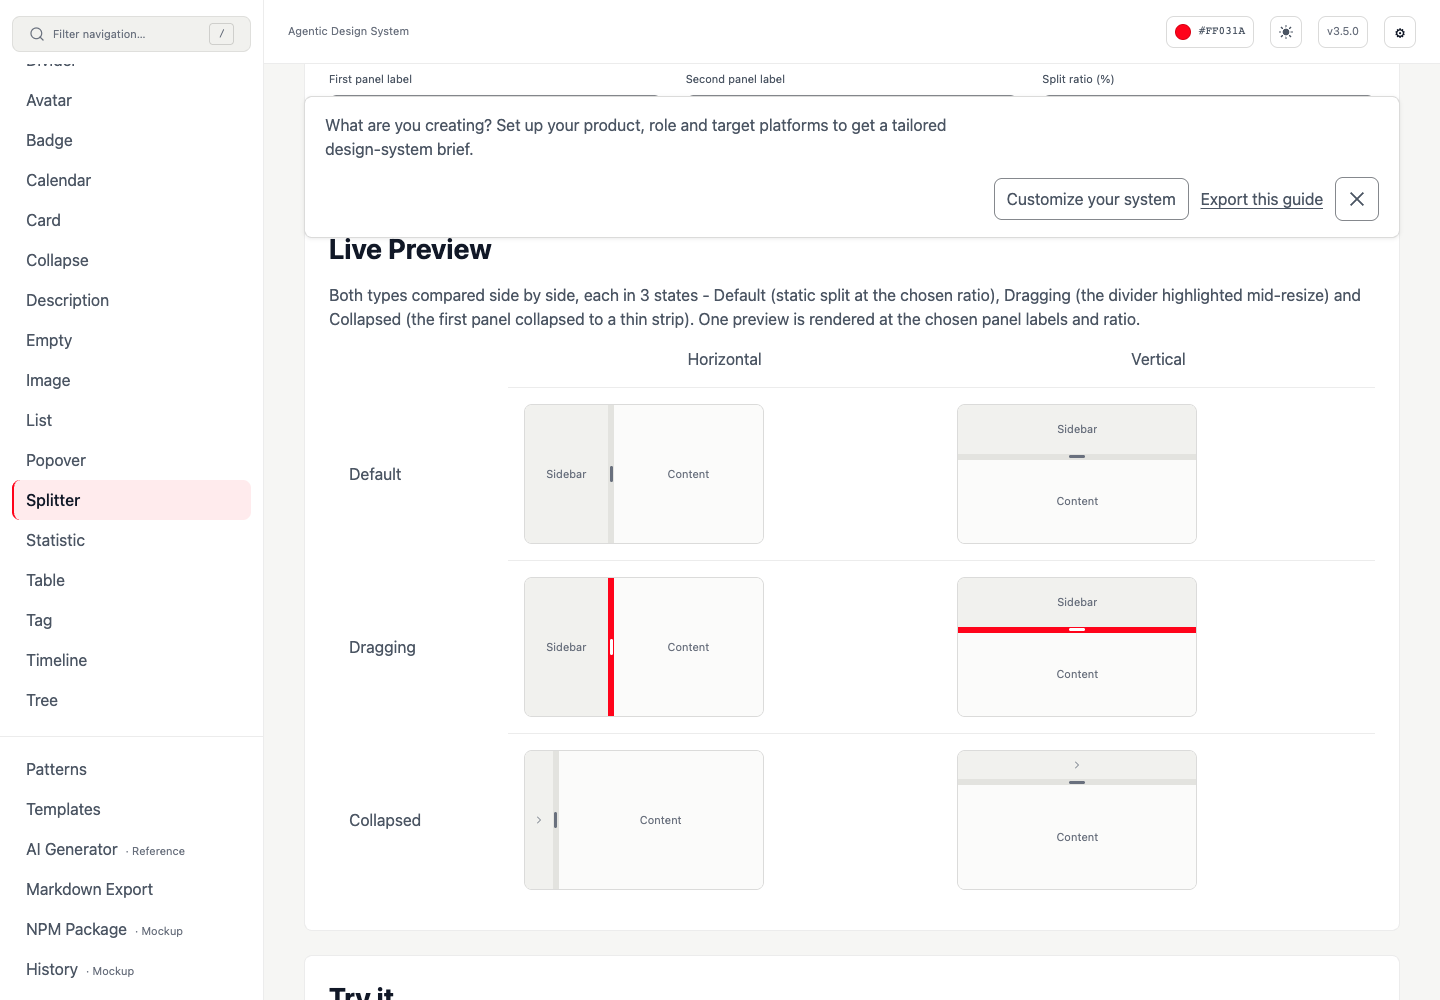 Filter navigation...
/
Divider
Avatar
Badge
Calendar
Card
Collapse
Description
Empty
Image
List
Popover
Splitter
Statistic
Table
Tag
Timeline
Tree
Patterns
Templates
AI Generator · Reference
Markdown Export
NPM Package · Mockup
History · Mockup
Agentic Design System
#FF031A
v3.5.0
First panel label
Second panel label
Split ratio (%)
What are you creating? Set up your product, role and target platforms to get a tailored
design-system brief.
Customize your system
Export this guide
Live Preview
Both types compared side by side, each in 3 states - Default (static split at the chosen ratio), Dragging (the divider highlighted mid-resize) and
Collapsed (the first panel collapsed to a thin strip). One preview is rendered at the chosen panel labels and ratio.
Horizontal
Vertical
Default
Sidebar
Content
Sidebar
Content
Dragging
Sidebar
Content
Sidebar
Content
Collapsed
Content
Content
Try it